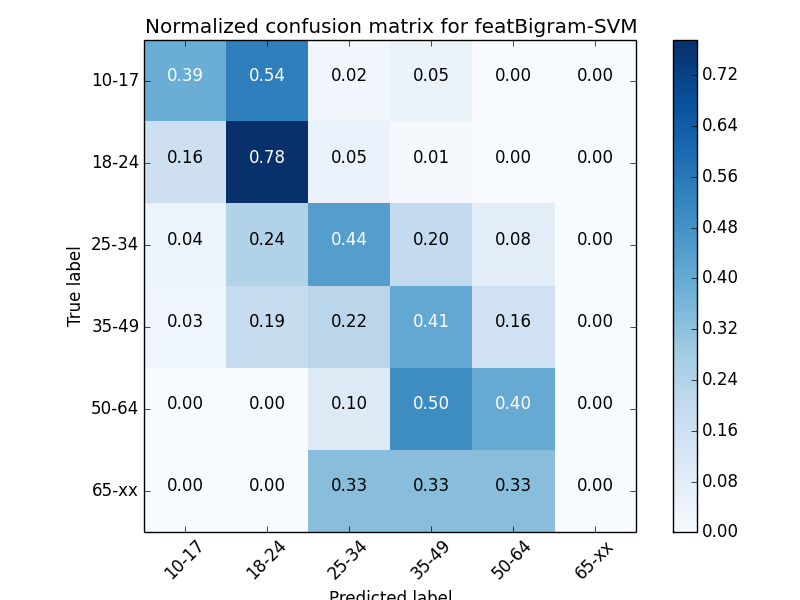 Normalized confusion matrix for featBigram-SVM
True label
10-17 0.39 0.54 0.02 0.05 0.00 0.00
18-24 0.16 0.78 0.05 0.01 0.00 0.00
25-34 0.04 0.24 0.44 0.20 0.08 0.00
35-49 0.03 0.19 0.22 0.41 0.16 0.00
50-64 0.00 0.00 0.10 0.50 0.40 0.00
65-xx 0.00 0.00 0.33 0.33 0.33 0.00
10-17 18-24 25-34 35-49 50-64 65-xx
Predicted label
0.72
0.64
0.56
0.48
0.40
0.32
0.24
0.16
0.08
0.00